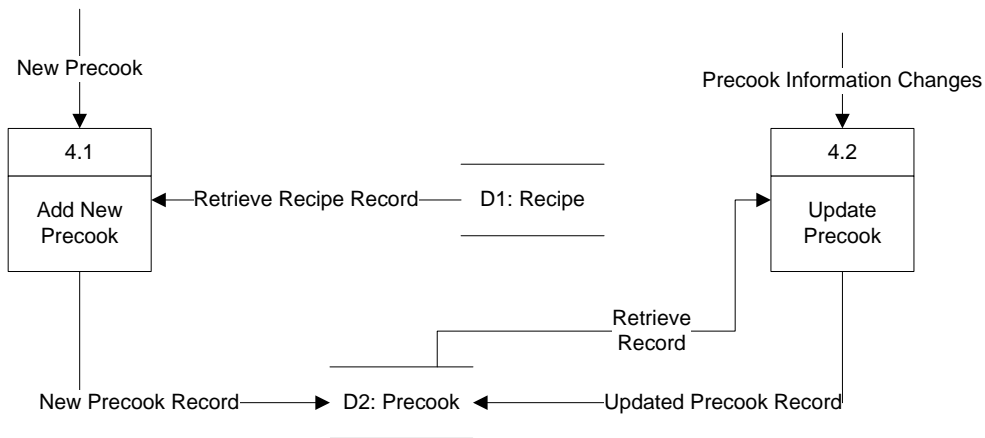 New Precook
Precook Information Changes
4.1
4.2
Add New
Precook
Retrieve Recipe Record
D1: Recipe
Update
Precook
Retrieve
Record
New Precook Record
D2: Precook
Updated Precook Record